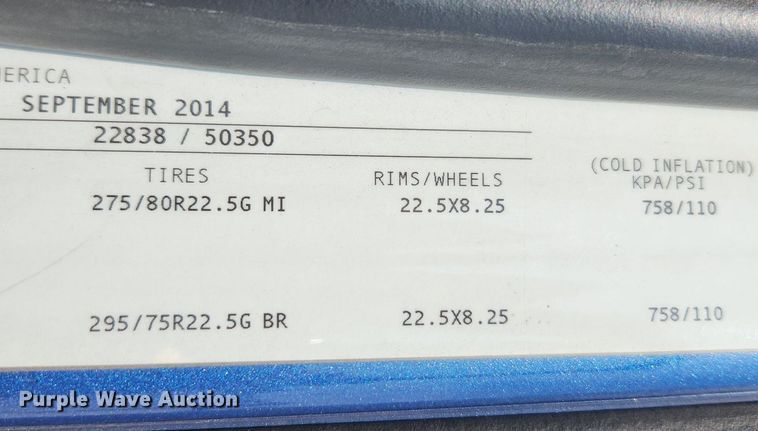 SEPTEMBER 2014
22838 / 50350
TIRES RIMS/WHEELS (COLD INFLATION)
KPA/PSI
275/80R22.5G MI 22.5X8.25 758/110
295/75R22.5G BR 22.5X8.25 758/110
Purple Wave Auction